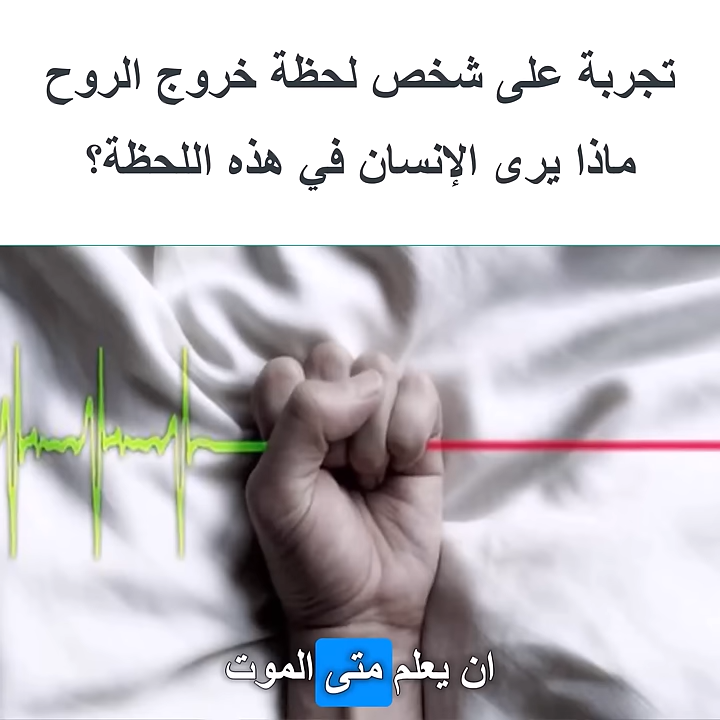 تجربة على شخص لحظة خروج الروح
ماذا يرى الإنسان في هذه اللحظة؟
ان يعلم متى الموت